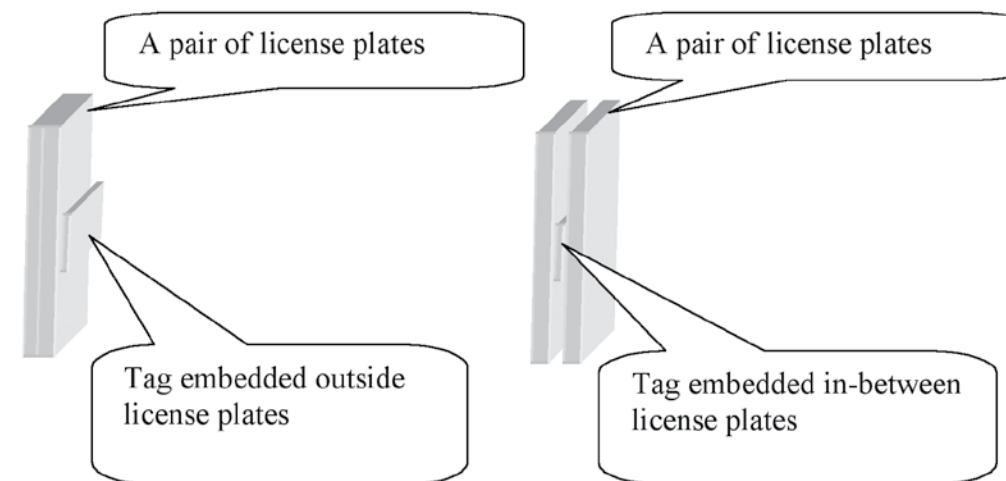 A pair of license plates
A pair of license plates
Tag embedded outside
license plates
Tag embedded in-between
license plates